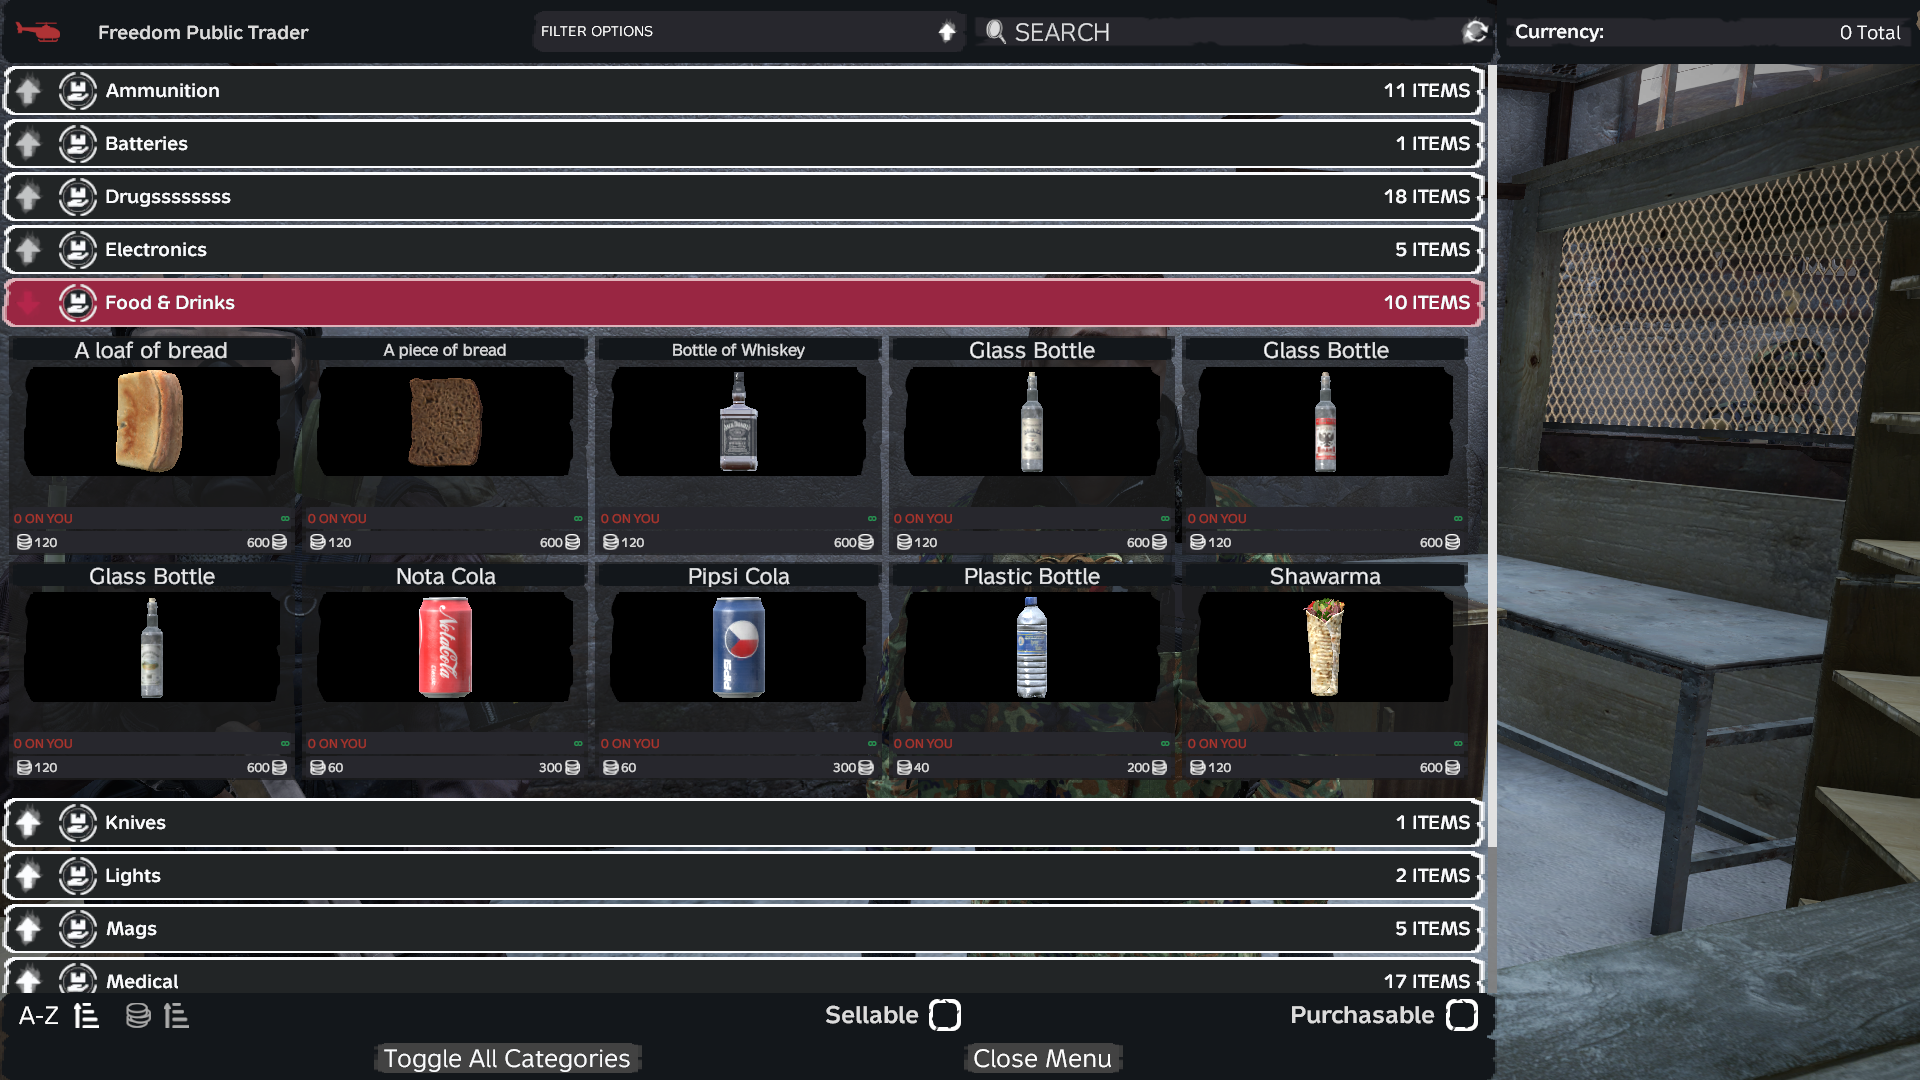 Freedom Public Trader
FILTER OPTIONS
SEARCH
Currency:
0 Total
Ammunition
11 ITEMS
Batteries
1 ITEMS
Drugssssssss
18 ITEMS
Electronics
5 ITEMS
Food & Drinks
10 ITEMS
A loaf of bread
A piece of bread
Bottle of Whiskey
Glass Bottle
Glass Bottle
0 ON YOU ∞
0 ON YOU ∞
0 ON YOU ∞
0 ON YOU ∞
0 ON YOU ∞
120 600
120 600
120 600
120 600
120 600
Glass Bottle
Nota Cola
Pipsi Cola
Plastic Bottle
Shawarma
NotaCola
PIPSI
0 ON YOU ∞
0 ON YOU ∞
0 ON YOU ∞
0 ON YOU ∞
0 ON YOU ∞
120 600
60 300
60 300
40 200
120 600
Knives
1 ITEMS
Lights
2 ITEMS
Mags
5 ITEMS
Medical
17 ITEMS
A-Z
Sellable
Purchasable
Toggle All Categories
Close Menu